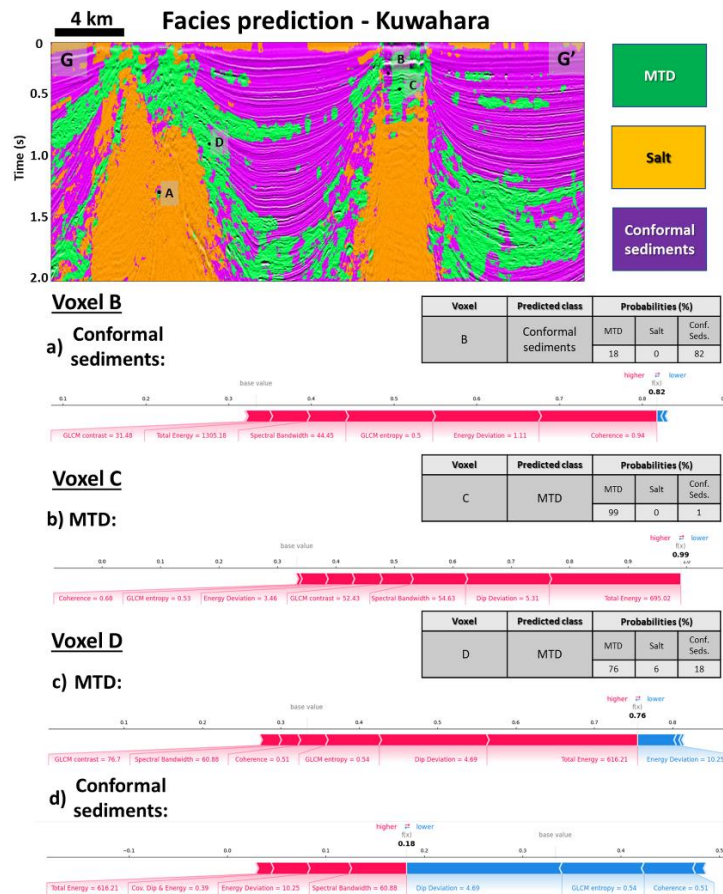 4 km
Facies prediction - Kuwahara
0
G
G'
B
C
0.5
D
Time (s)
1.0
A
1.5
2.0
MTD
Salt
Conformal
sediments
Voxel B
a) Conformal
sediments:
Voxel
Predicted class
Probabilities (%)
B
Conformal
sediments
MTD
Salt
Conf.
Seds.
18
0
82
higher ⇄ lower
base value
f(x)
0.1 0.2 0.3 0.4 0.5 0.6 0.7
0.82
GLCM contrast = 31.48 Total Energy = 1305.18 Spectral Bandwidth = 44.45 GLCM entropy = 0.5 Energy Deviation = 1.11 Coherence = 0.94
Voxel C
b) MTD:
Voxel
Predicted class
Probabilities (%)
C
MTD
MTD
Salt
Conf.
Seds.
99
0
1
higher ⇄ lower
base value
f(x)
0.0 0.1 0.2 0.3 0.4 0.5 0.6 0.7 0.8 0.9
0.99
Coherence = 0.68 GLCM entropy = 0.53 Energy Deviation = 3.46 GLCM contrast = 52.43 Spectral Bandwidth = 54.63 Dip Deviation = 5.31 Total Energy = 695.02
Voxel D
c) MTD:
Voxel
Predicted class
Probabilities (%)
D
MTD
MTD
Salt
Conf.
Seds.
76
6
18
higher ⇄ lower
base value
f(x)
0.1 0.2 0.3 0.4 0.5 0.6 0.7
0.76
0.8
GLCM contrast = 76.7 Spectral Bandwidth = 60.88 Coherence = 0.51 GLCM entropy = 0.54 Dip Deviation = 4.69 Total Energy = 616.21 Energy Deviation = 10.25
d) Conformal
sediments:
higher ⇄ lower
f(x)
base value
−0.1 0.0 0.1
0.18
0.2 0.3 0.4 0.5
Total Energy = 616.21 Cov. Dip & Energy = 0.39 Energy Deviation = 10.25 Spectral Bandwidth = 60.88 Dip Deviation = 4.69 GLCM entropy = 0.54 Coherence = 0.51